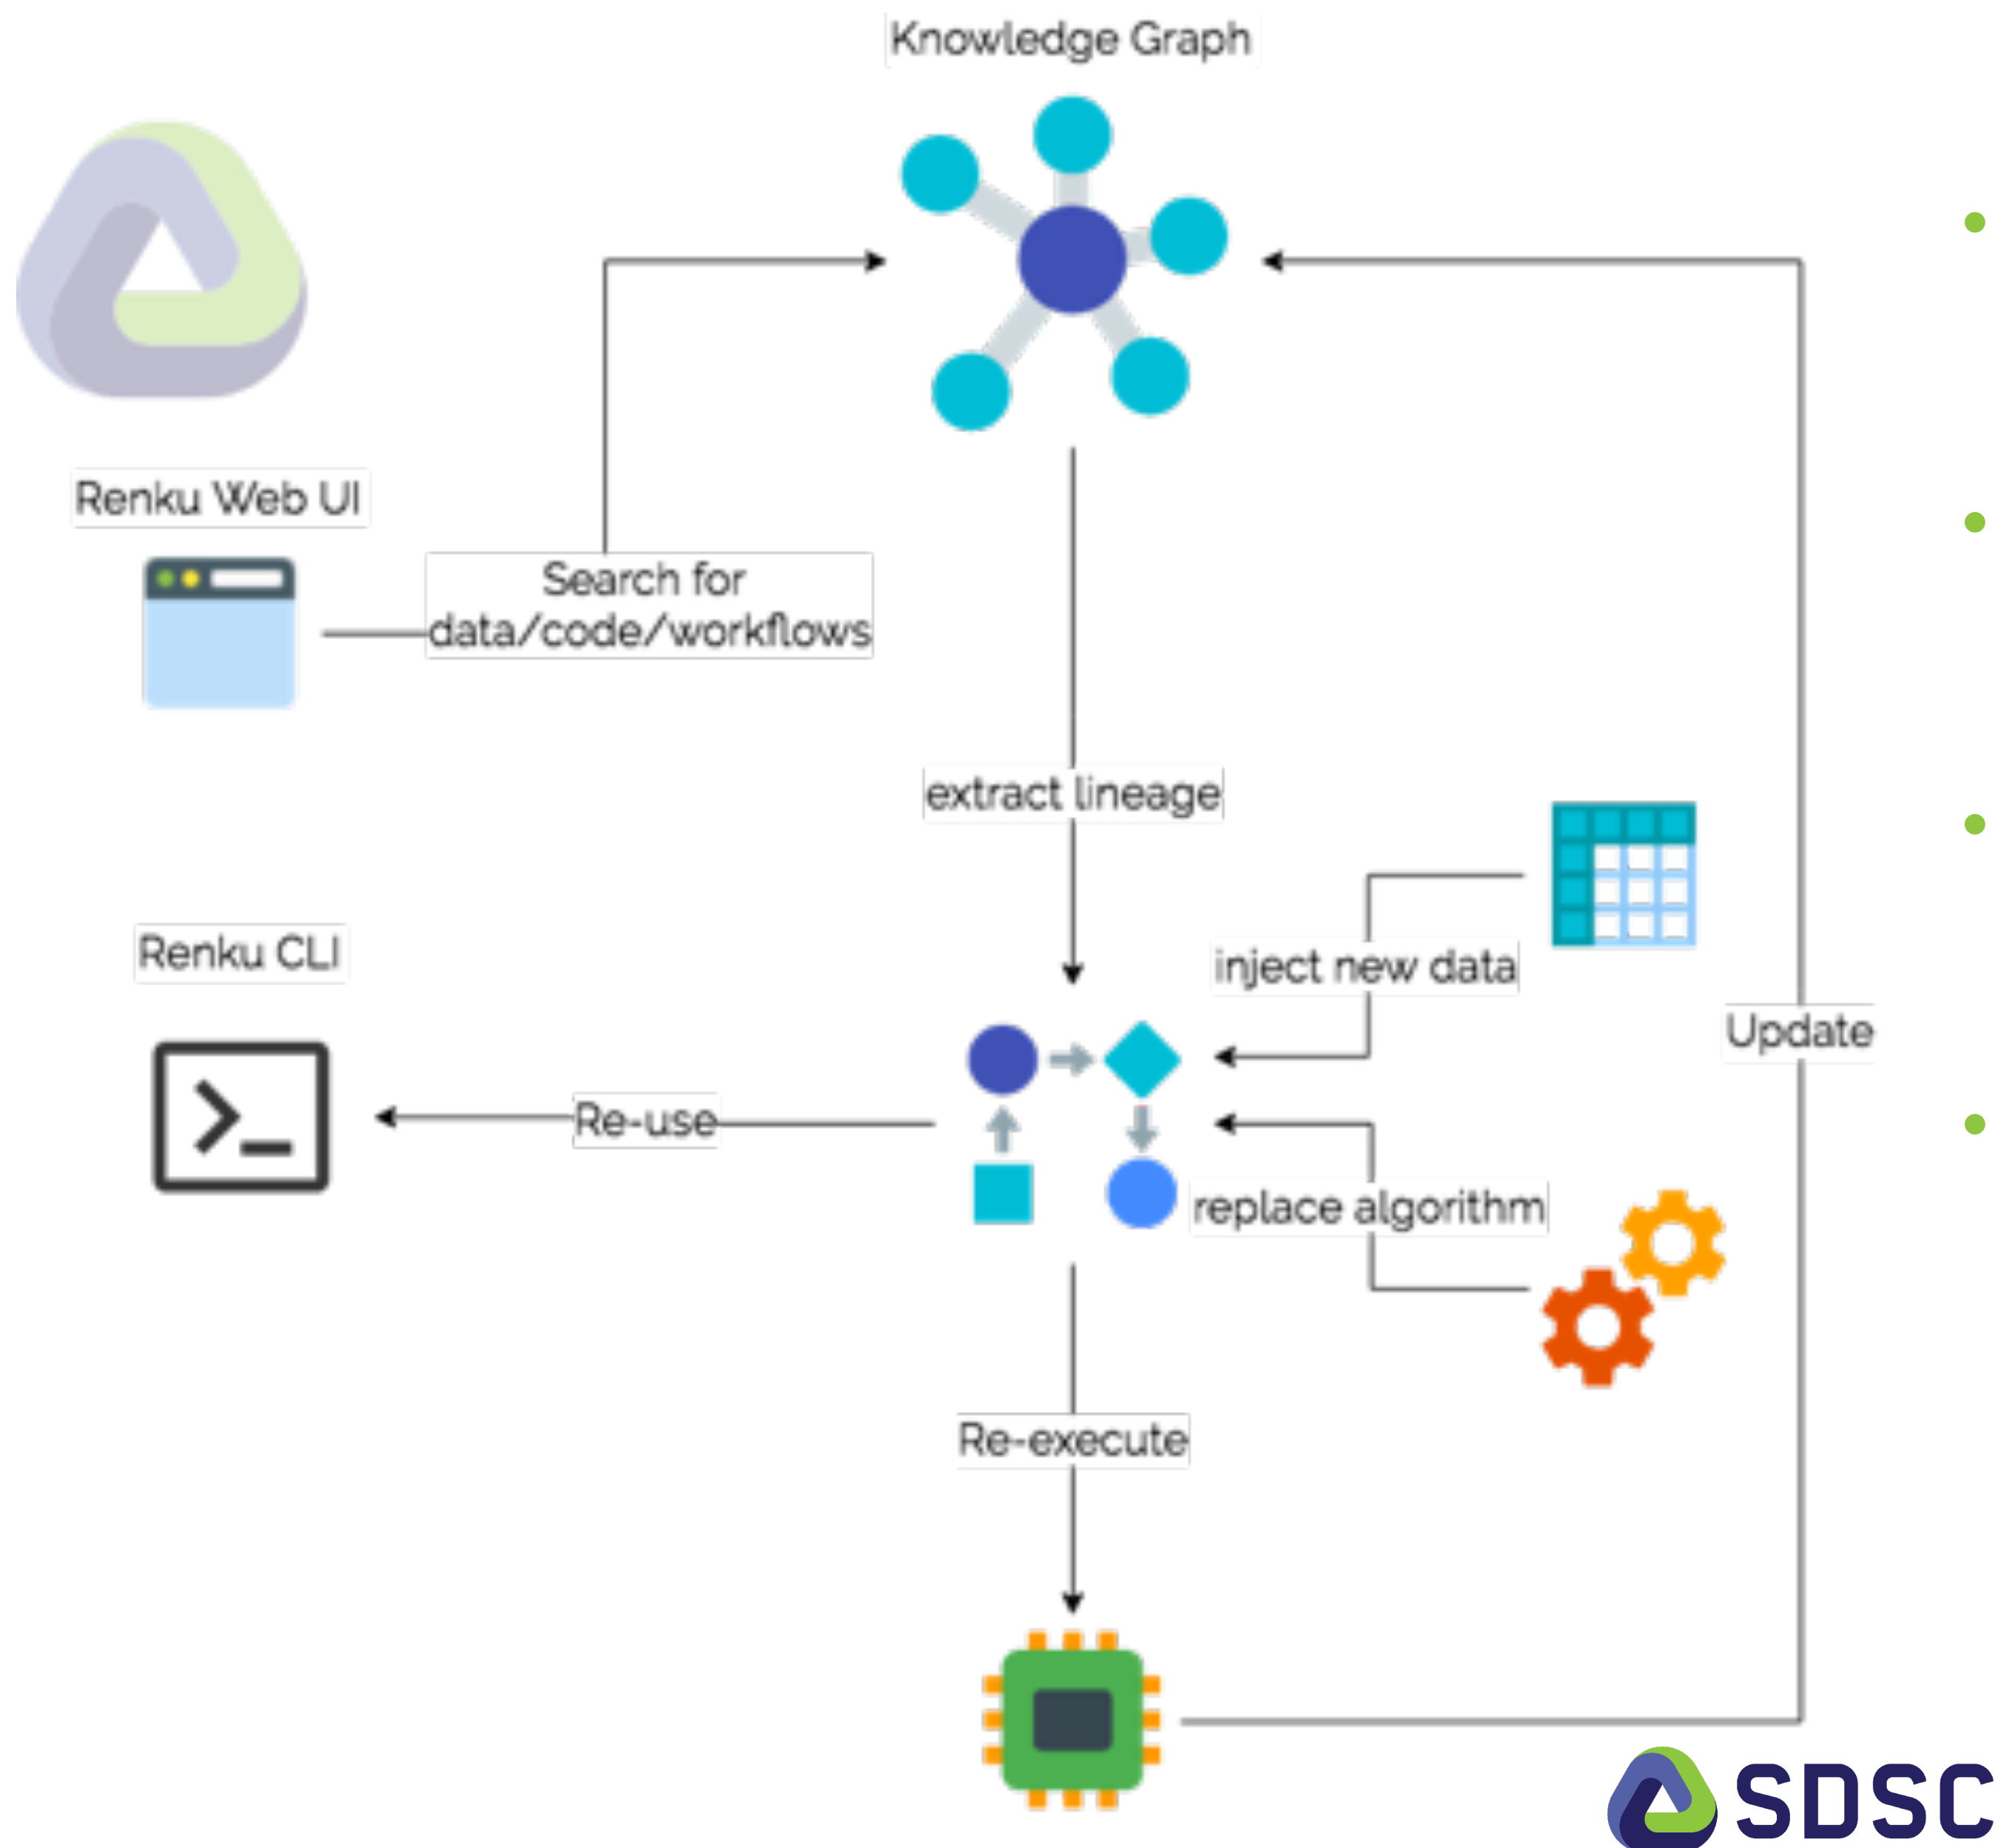 Knowledge Graph
Renku Web UI
Search for
data/code/workflows
extract lineage
Renku CLI
inject new data
Update
Re-use
replace algorithm
Re-execute
SDSC